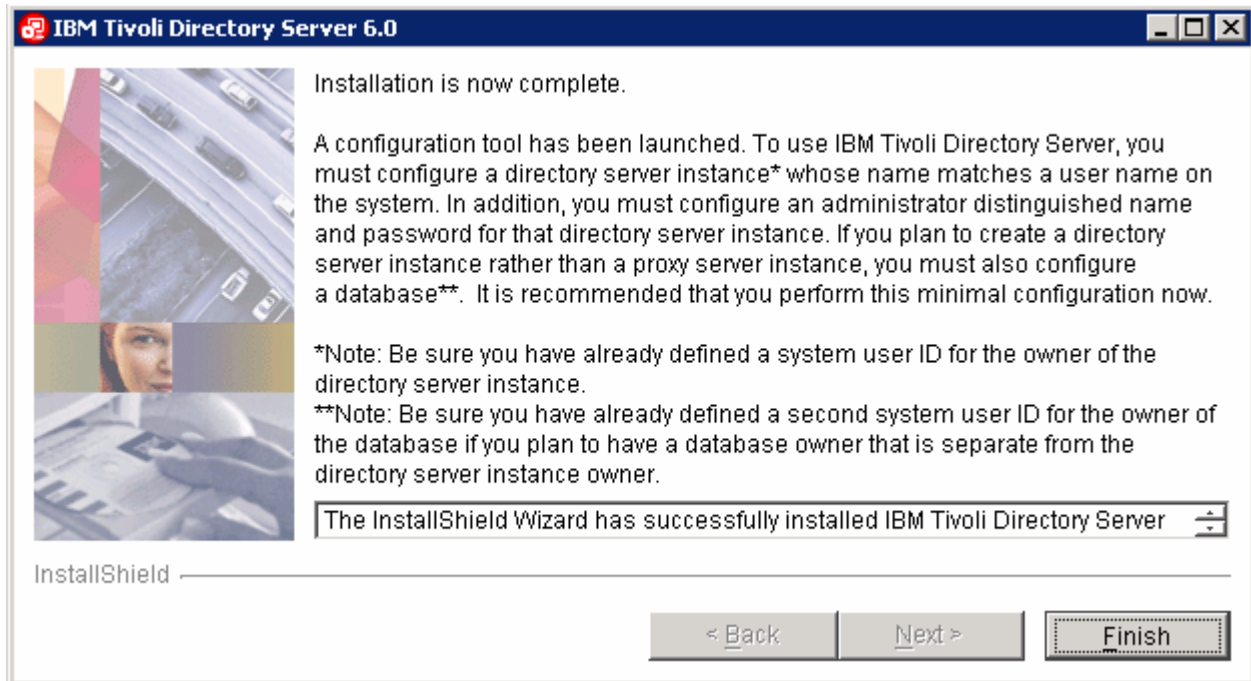 IBM Tivoli Directory Server 6.0
Installation is now complete.
A configuration tool has been launched. To use IBM Tivoli Directory Server, you
must configure a directory server instance* whose name matches a user name on
the system. In addition, you must configure an administrator distinguished name
and password for that directory server instance. If you plan to create a directory
server instance rather than a proxy server instance, you must also configure
a database**.  It is recommended that you perform this minimal configuration now.
*Note: Be sure you have already defined a system user ID for the owner of the
directory server instance.
**Note: Be sure you have already defined a second system user ID for the owner of
the database if you plan to have a database owner that is separate from the
directory server instance owner.
The InstallShield Wizard has successfully installed IBM Tivoli Directory Server
InstallShield
< Back
Next >
Finish